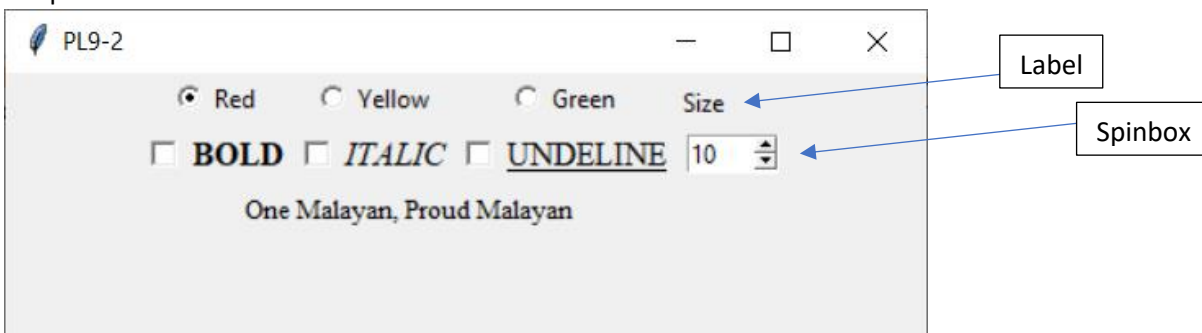 PL9-2
Label
Red Yellow Green Size
Spinbox
BOLD ITALIC UNDELINE 10
One Malayan, Proud Malayan